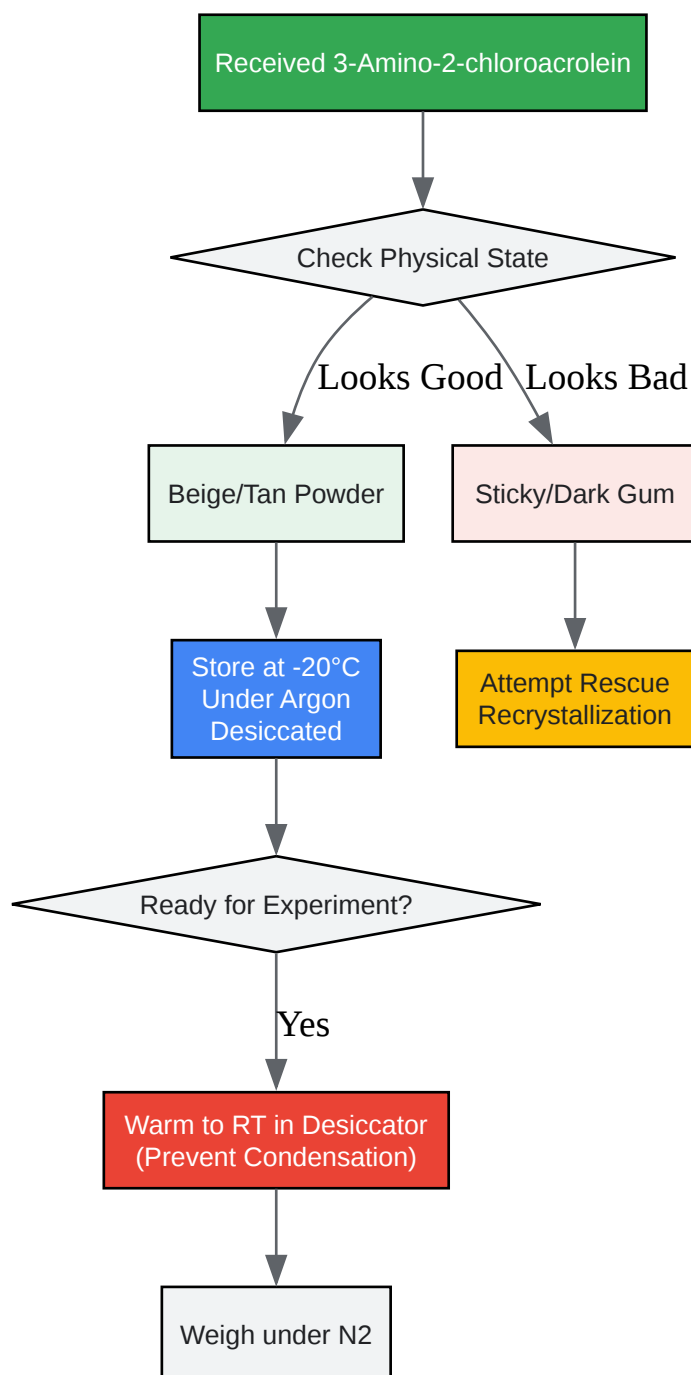 Received 3-Amino-2-chloroacrolein
Check Physical State
Looks Good
Looks Bad
Beige/Tan Powder
Sticky/Dark Gum
Store at -20°C
Under Argon
Desiccated
Attempt Rescue
Recrystallization
Ready for Experiment?
Yes
Warm to RT in Desiccator
(Prevent Condensation)
Weigh under N2